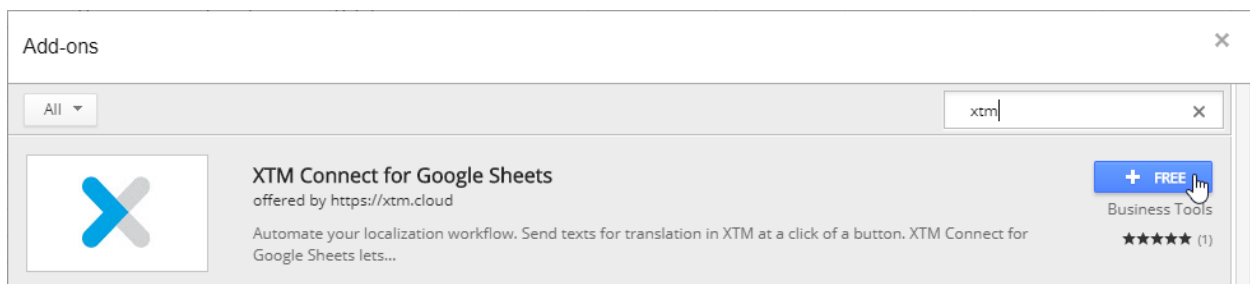 Add-ons
All
xtm
XTM Connect for Google Sheets
+ FREE
offered by https://xtm.cloud
Business Tools
Automate your localization workflow. Send texts for translation in XTM at a click of a button. XTM Connect for
★★★★★ (1)
Google Sheets lets...